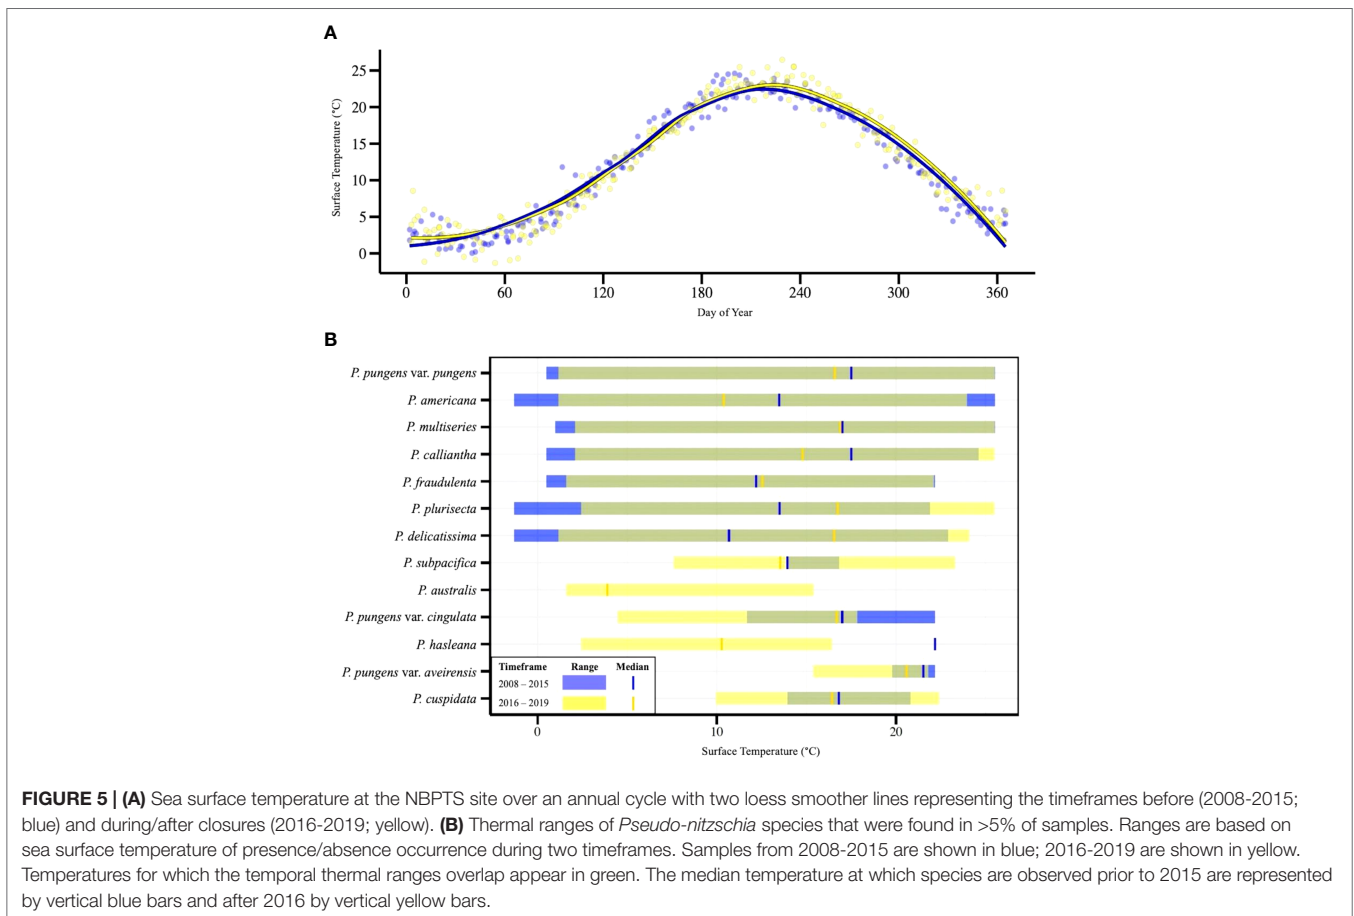 A
Surface Temperature (°C)
25
20
15
10
5
0
0 60 120 180 240 300 360
Day of Year
B
P. pungens var. pungens
P. americana
P. multiseries
P. calliantha
P. fraudulenta
P. plurisecta
P. delicatissima
P. subpacifica
P. australis
P. pungens var. cingulata
P. hasleana
P. pungens var. aveirensis
P. cuspidata
Timeframe Range Median
2008 – 2015
2016 – 2019
0 10 20
Surface Temperature (°C)
FIGURE 5 | (A) Sea surface temperature at the NBPTS site over an annual cycle with two loess smoother lines representing the timeframes before (2008-2015;
blue) and during/after closures (2016-2019; yellow). (B) Thermal ranges of Pseudo-nitzschia species that were found in >5% of samples. Ranges are based on
sea surface temperature of presence/absence occurrence during two timeframes. Samples from 2008-2015 are shown in blue; 2016-2019 are shown in yellow.
Temperatures for which the temporal thermal ranges overlap appear in green. The median temperature at which species are observed prior to 2015 are represented
by vertical blue bars and after 2016 by vertical yellow bars.